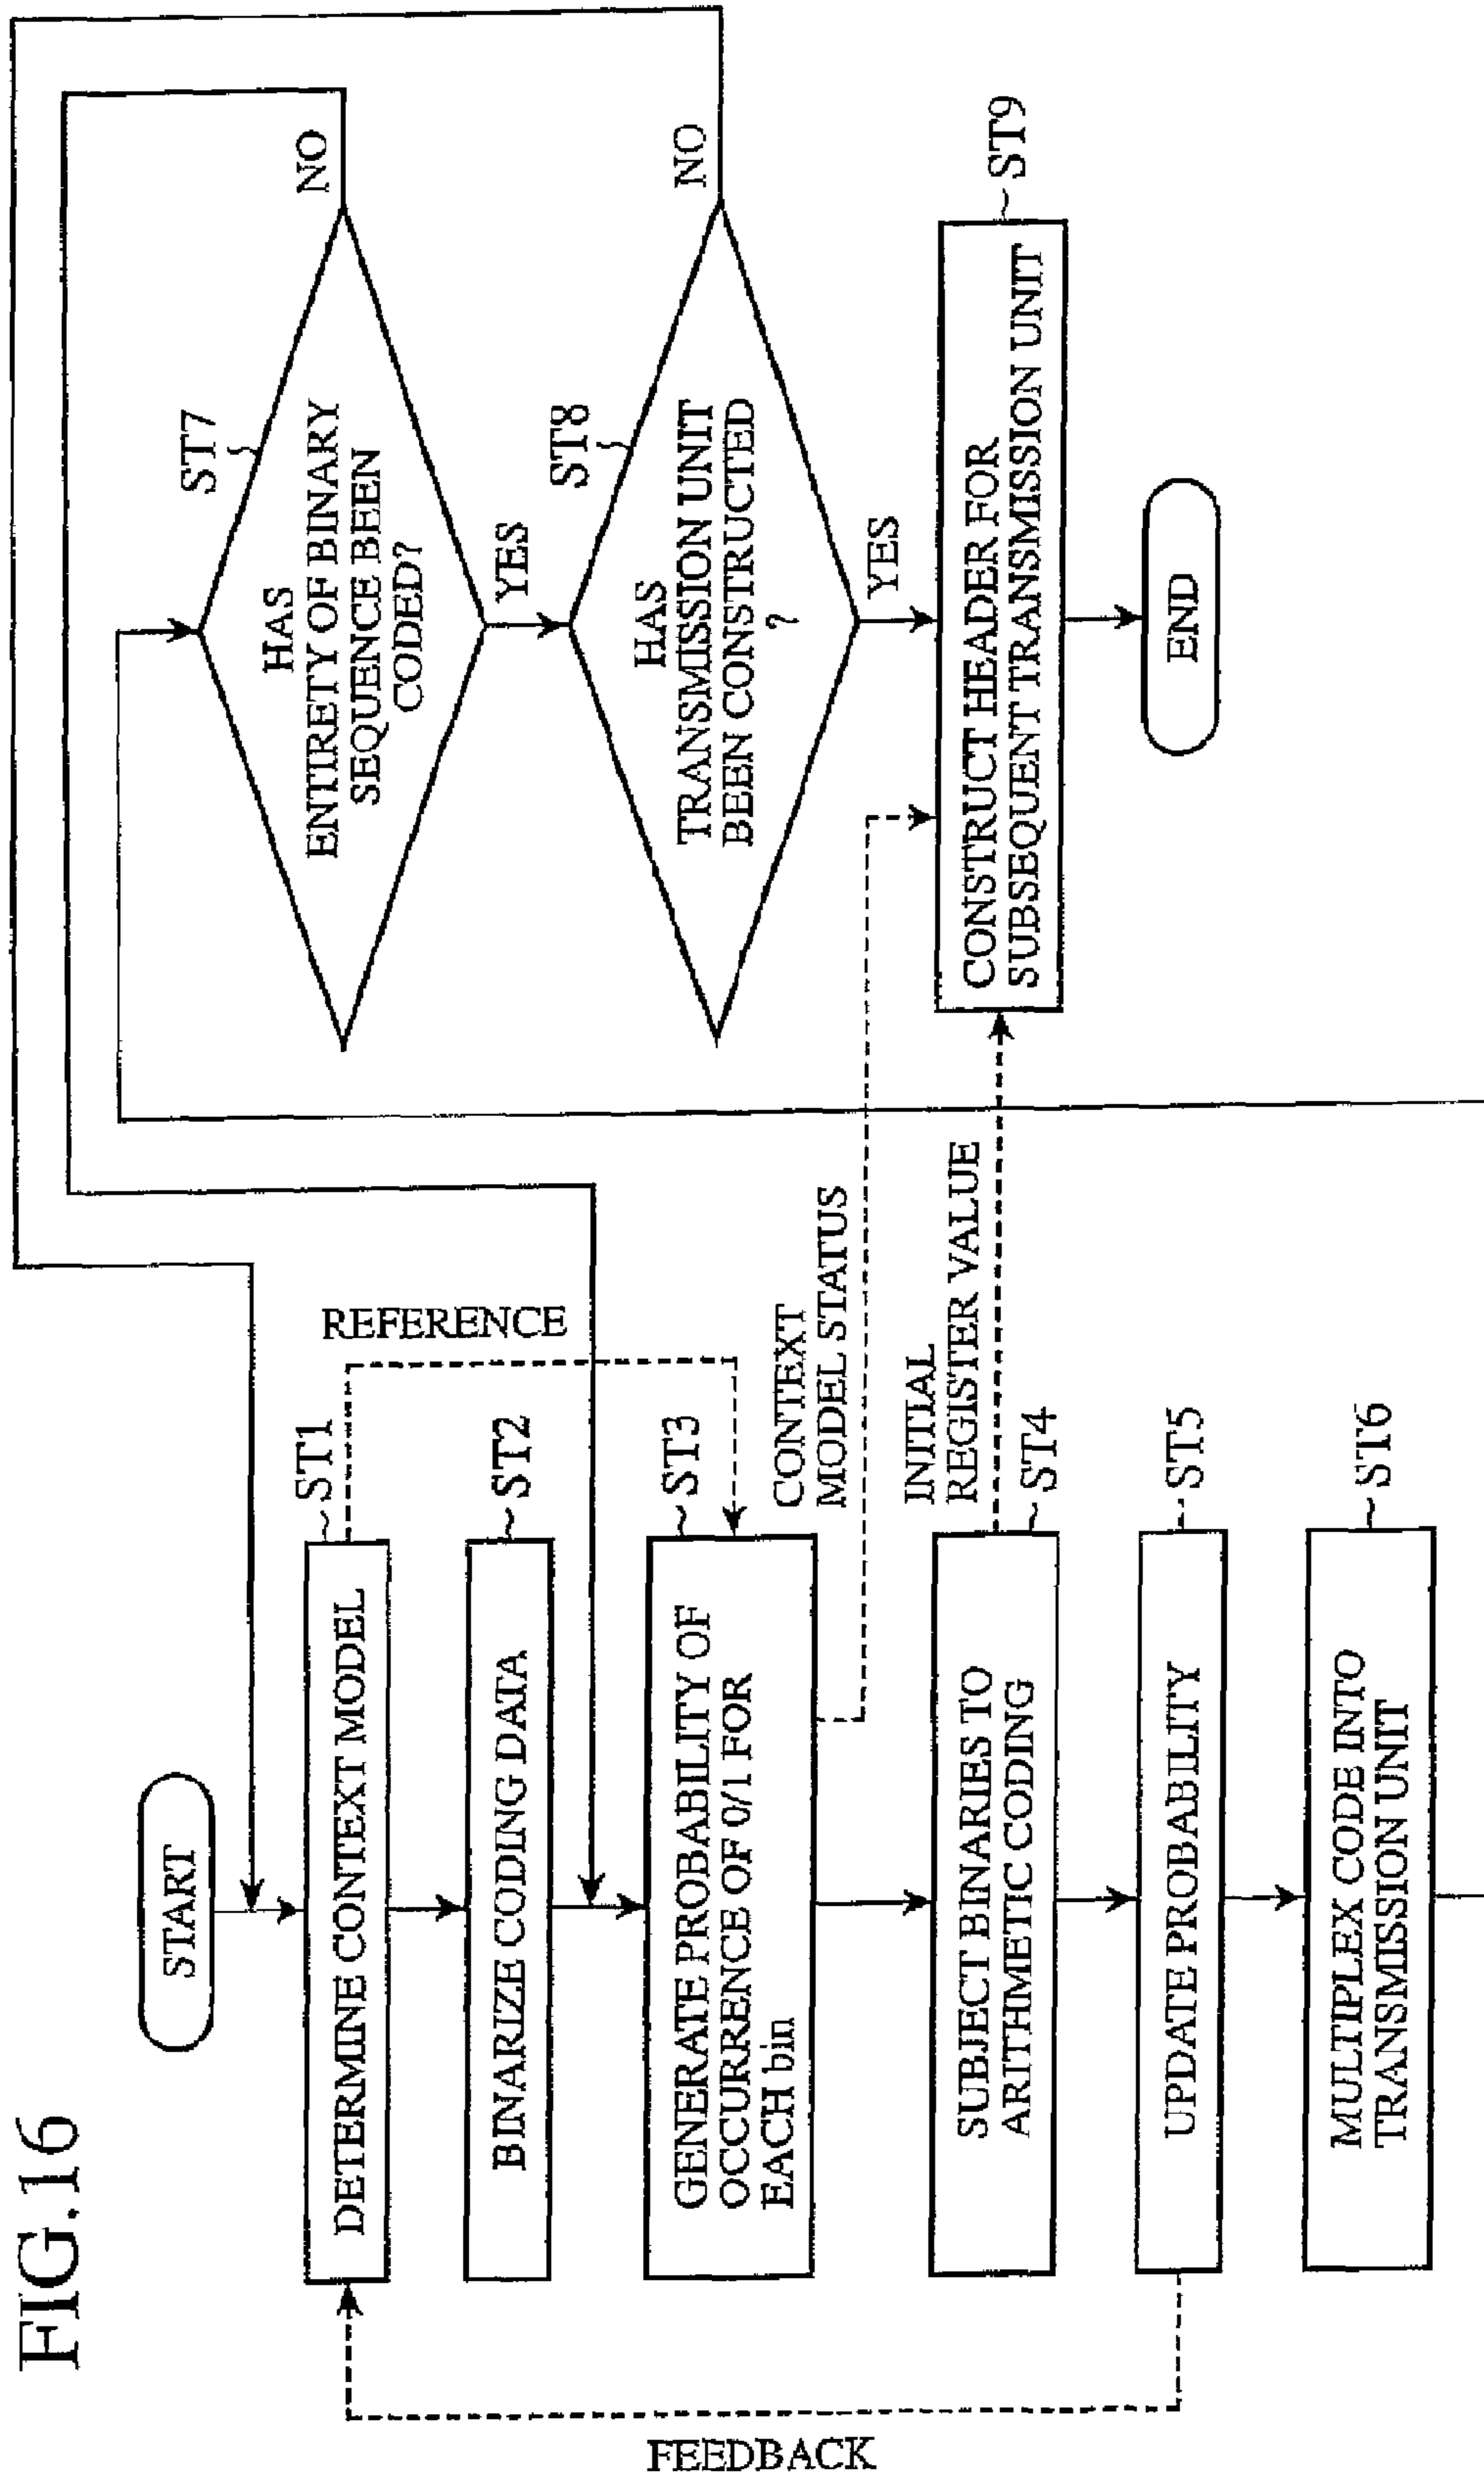 FIG.16
START
DETERMINE CONTEXT MODEL
~ST1
REFERENCE
BINARIZE CODING DATA
~ST2
GENERATE PROBABILITY OF
OCCURRENCE OF 0/1 FOR
EACH bin
~ST3
CONTEXT
MODEL STATUS
SUBJECT BINARIES TO
ARITHMETIC CODING
~ST4
INITIAL
REGISTER VALUE
UPDATE PROBABILITY
ST5
MULTIPLEX CODE INTO
TRANSMISSION UNIT
~ST6
FEEDBACK
HAS
ENTIRETY OF BINARY
SEQUENCE BEEN
CODED?
ST7
NO
YES
HAS
TRANSMISSION UNIT
BEEN CONSTRUCTED
?
ST8
NO
YES
CONSTRUCT HEADER FOR
SUBSEQUENT TRANSMISSION UNIT
~ST9
END